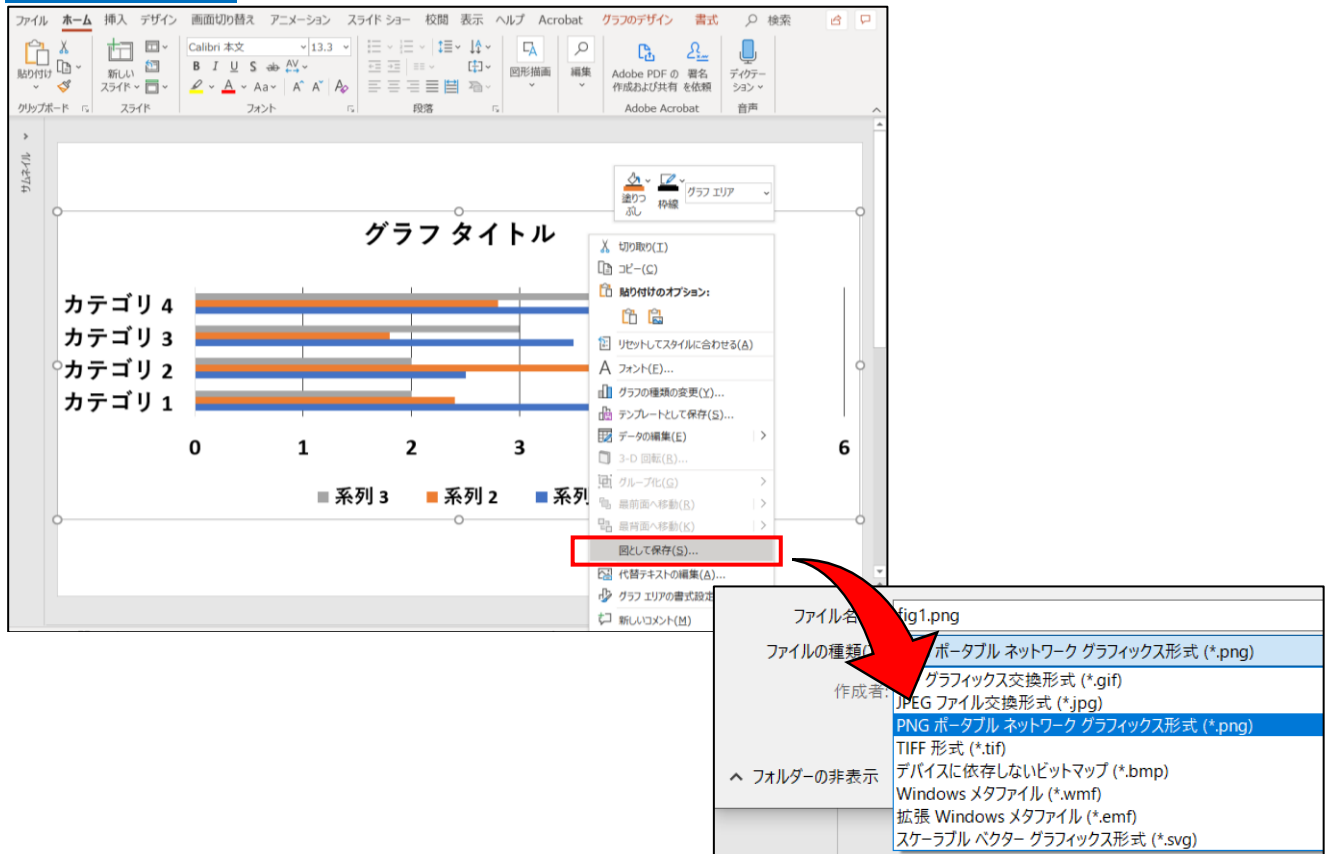 ファイル ホーム 挿入 デザイン 画面切り替え アニメーション スライド ショー 校閲 表示 ヘルプ Acrobat グラフのデザイン 書式 検索
Calibri 本文 13.3
貼り付け 新しい スライド
B I U S ab AV
A Aa A A A
図形描画 編集
Adobe PDF の 作成および共有 署名 を依頼
ディクテー ション
クリップボード スライド フォント 段落 Adobe Acrobat 音声
サムネイル
塗りつ ぶし 枠線 グラフ エリア
グラフ タイトル
カテゴリ 4
カテゴリ 3
カテゴリ 2
カテゴリ 1
0 1 2 3 6
系列 3 系列 2 系列
切り取り(T)
コピー(C)
貼り付けのオプション:
リセットしてスタイルに合わせる(A)
A フォント(F)...
グラフの種類の変更(Y)...
テンプレートとして保存(S)...
データの編集(E)
3-D 回転(R)...
グループ化(G)
最前面へ移動(R)
最背面へ移動(K)
図として保存(S)...
代替テキストの編集(A)...
グラフ エリアの書式設定
新しいコメント(M)
ファイル名 fig1.png
ファイルの種類( ポータブル ネットワーク グラフィックス形式 (*.png)
作成者:
グラフィックス交換形式 (*.gif)
JPEG ファイル交換形式 (*.jpg)
PNG ポータブル ネットワーク グラフィックス形式 (*.png)
TIFF 形式 (*.tif)
デバイスに依存しないビットマップ (*.bmp)
Windows メタファイル (*.wmf)
拡張 Windows メタファイル (*.emf)
スケーラブル ベクター グラフィックス形式 (*.svg)
フォルダーの非表示